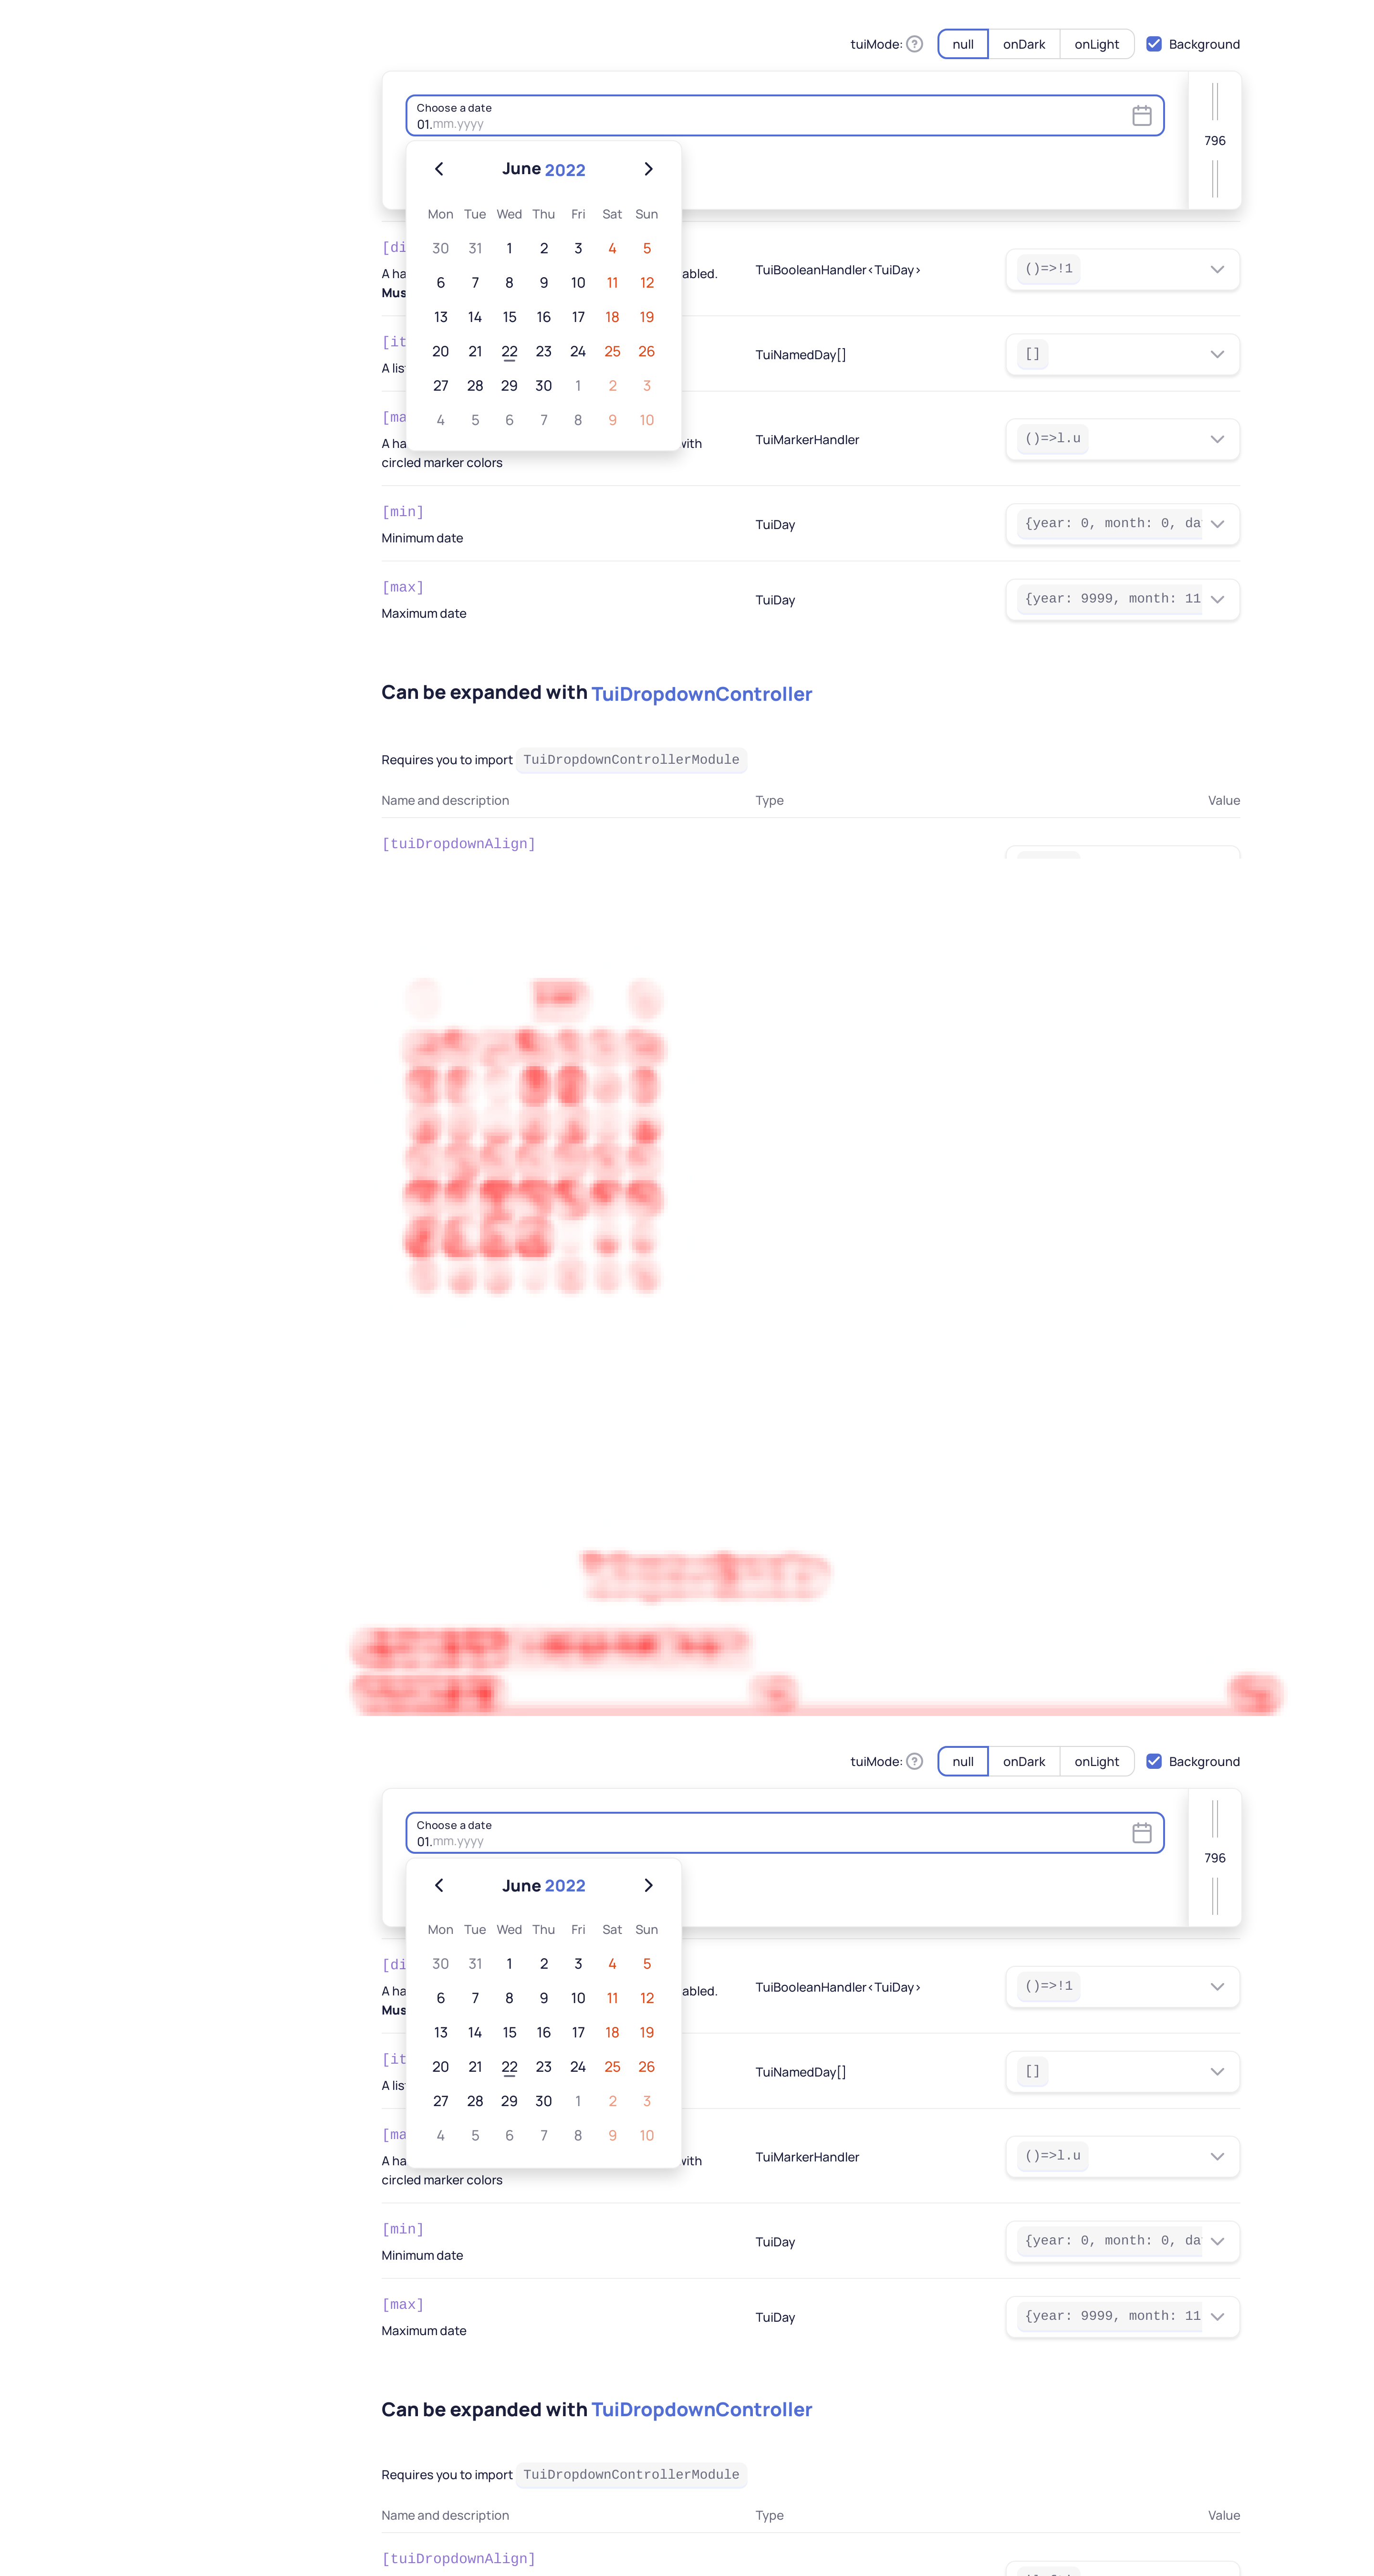 tuiMode: ? null onDark onLight Background
Choose a date
01.mm.yyyy
796
June 2022
Mon Tue Wed Thu Fri Sat Sun
30 31 1 2 3 4 5
6 7 8 9 10 11 12
13 14 15 16 17 18 19
20 21 22 23 24 25 26
27 28 29 30 1 2 3
4 5 6 7 8 9 10
[di
A ha abled.
Mus
TuiBooleanHandler<TuiDay>
()=>!1
[it
A lis
TuiNamedDay[]
[]
[ma
A ha with
circled marker colors
TuiMarkerHandler
()=>l.u
[min]
Minimum date
TuiDay
{year: 0, month: 0, da
[max]
Maximum date
TuiDay
{year: 9999, month: 11
Can be expanded with TuiDropdownController
Requires you to import TuiDropdownControllerModule
Name and description Type Value
[tuiDropdownAlign]
tuiMode: ? null onDark onLight Background
Choose a date
01.mm.yyyy
796
June 2022
Mon Tue Wed Thu Fri Sat Sun
30 31 1 2 3 4 5
6 7 8 9 10 11 12
13 14 15 16 17 18 19
20 21 22 23 24 25 26
27 28 29 30 1 2 3
4 5 6 7 8 9 10
[di
A ha abled.
Mus
TuiBooleanHandler<TuiDay>
()=>!1
[it
A lis
TuiNamedDay[]
[]
[ma
A ha with
circled marker colors
TuiMarkerHandler
()=>l.u
[min]
Minimum date
TuiDay
{year: 0, month: 0, da
[max]
Maximum date
TuiDay
{year: 9999, month: 11
Can be expanded with TuiDropdownController
Requires you to import TuiDropdownControllerModule
Name and description Type Value
[tuiDropdownAlign]